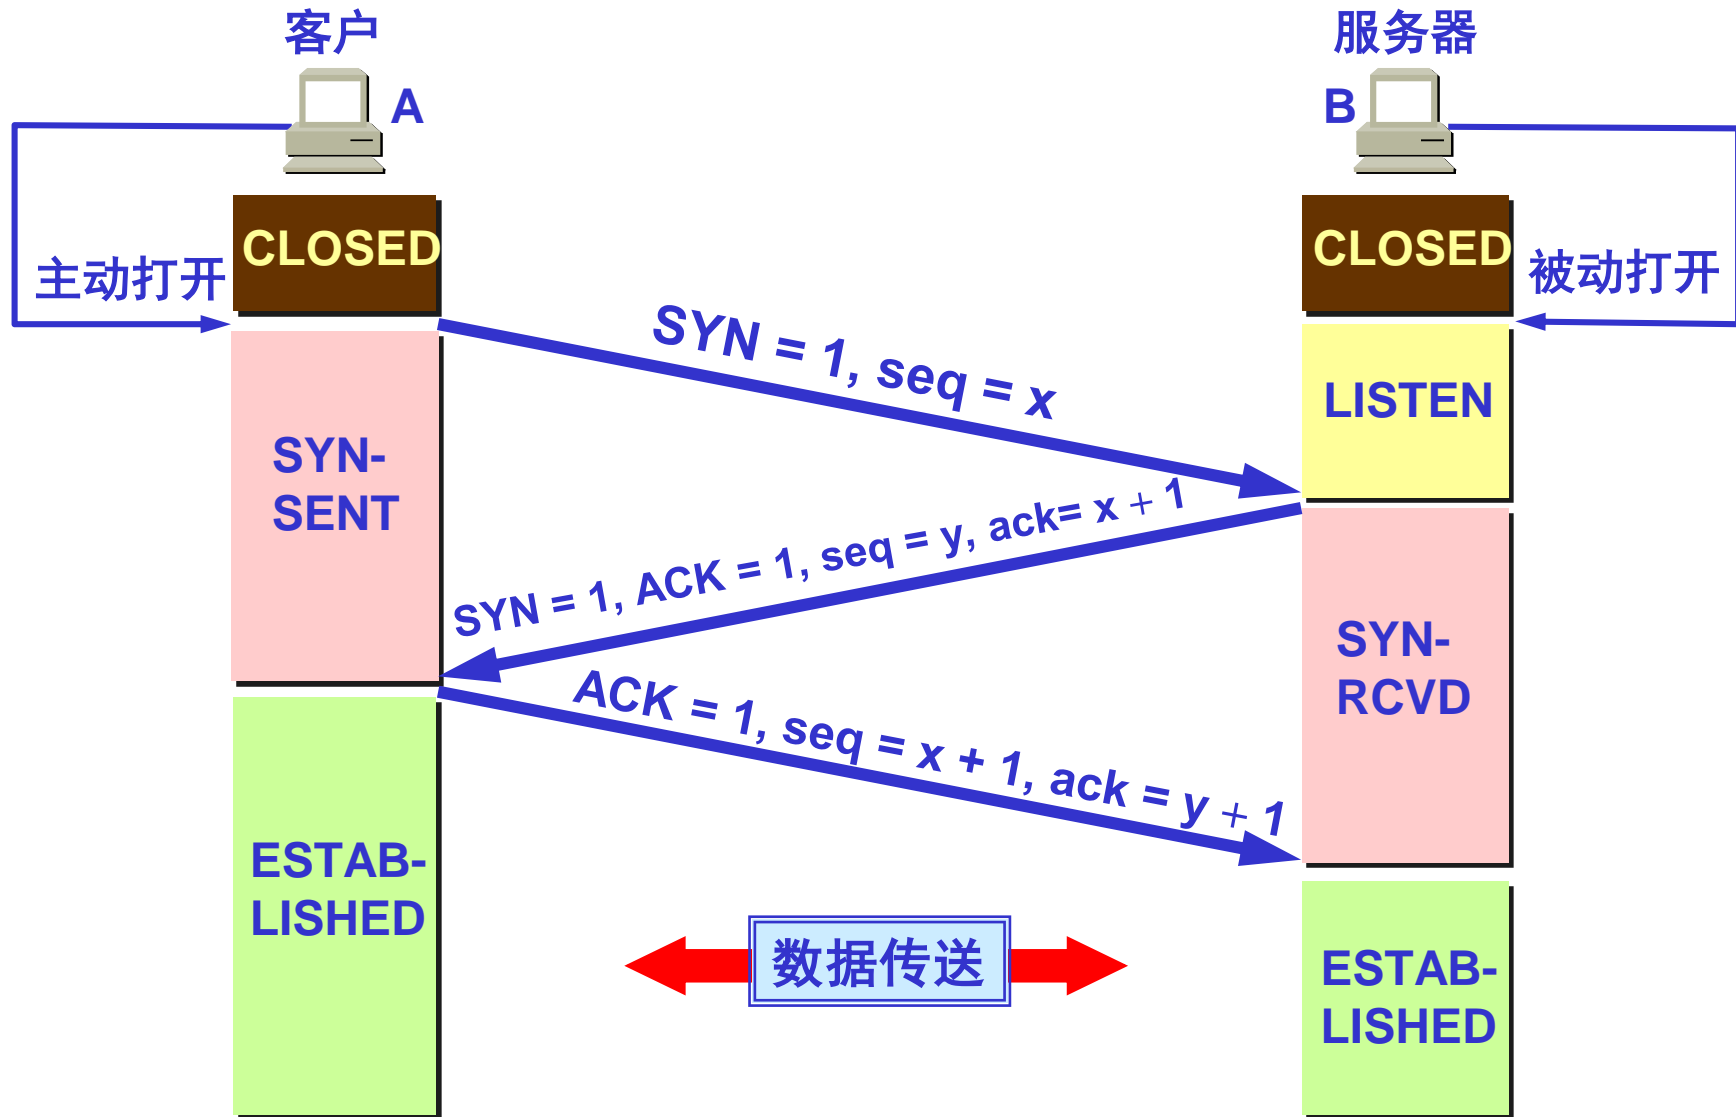 客户
服务器
A
B
CLOSED
CLOSED
主动打开
被动打开
SYN = 1, seq = x
LISTEN
SYN-
SENT
SYN = 1, ACK = 1, seq = y, ack= x + 1
SYN-
RCVD
ACK = 1, seq = x + 1, ack = y + 1
ESTAB-
LISHED
数据传送
ESTAB-
LISHED